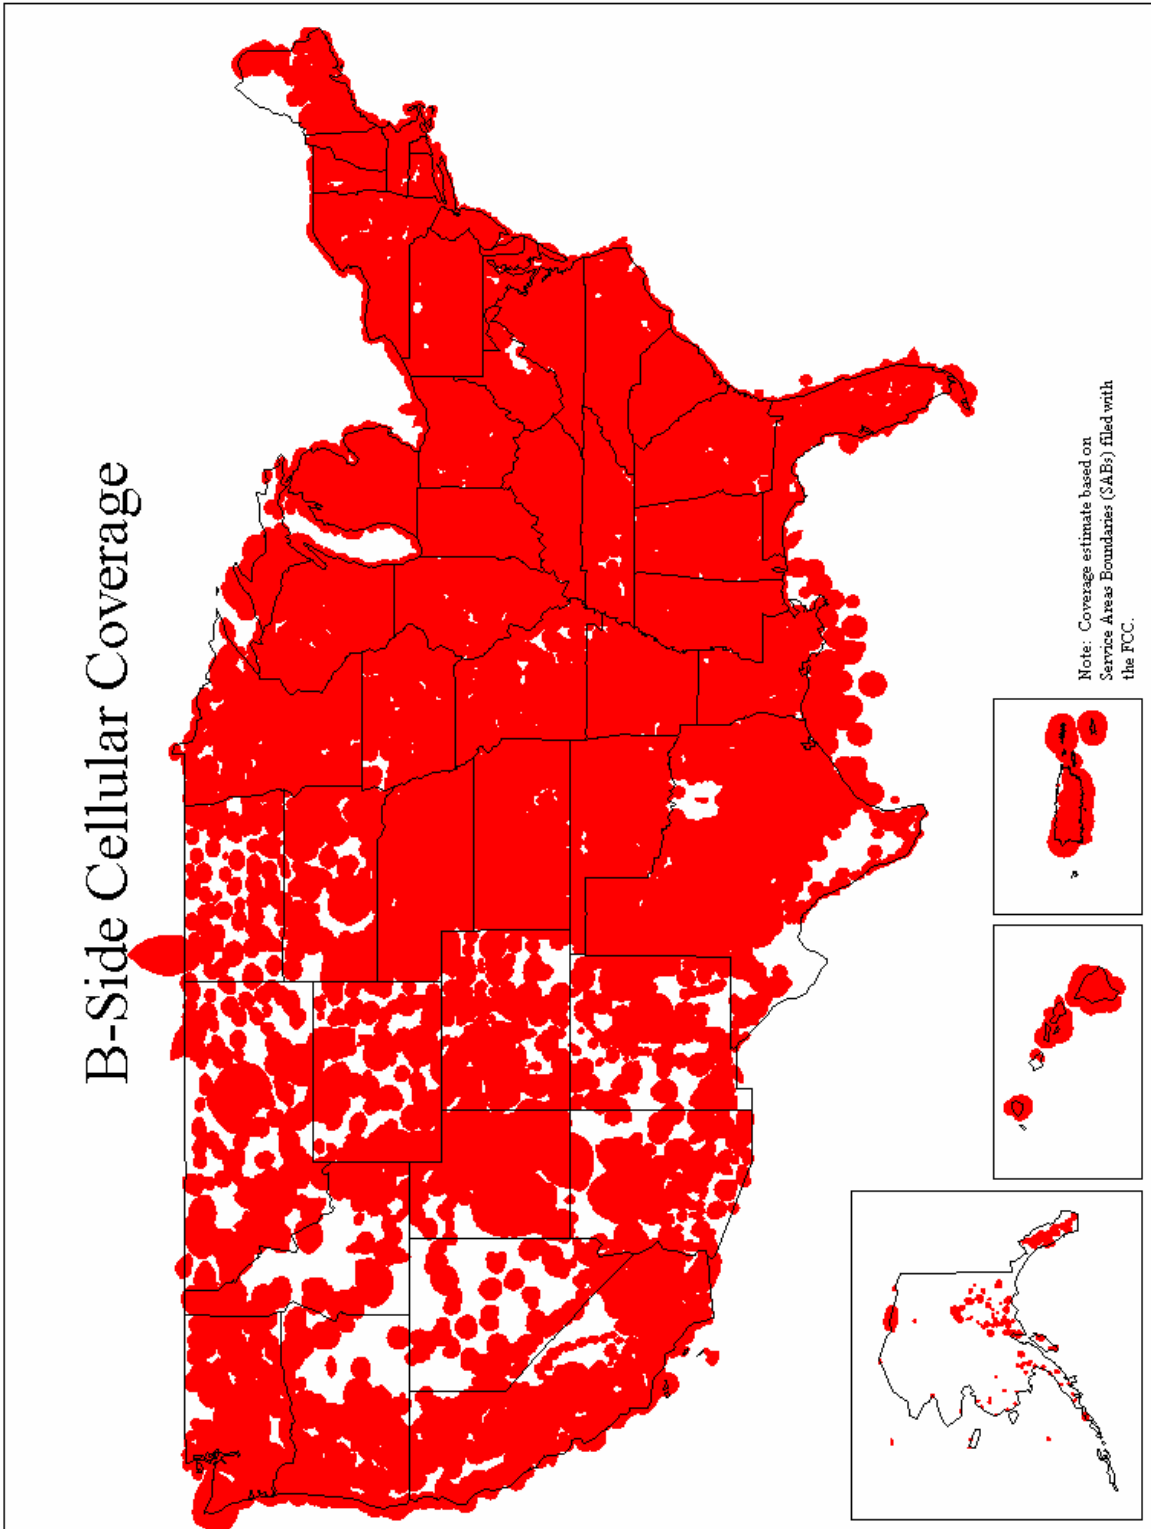 B-Side Cellular Coverage
Note: Coverage estimate based on
Service Areas Boundaries (SABs) filed with
the FCC.